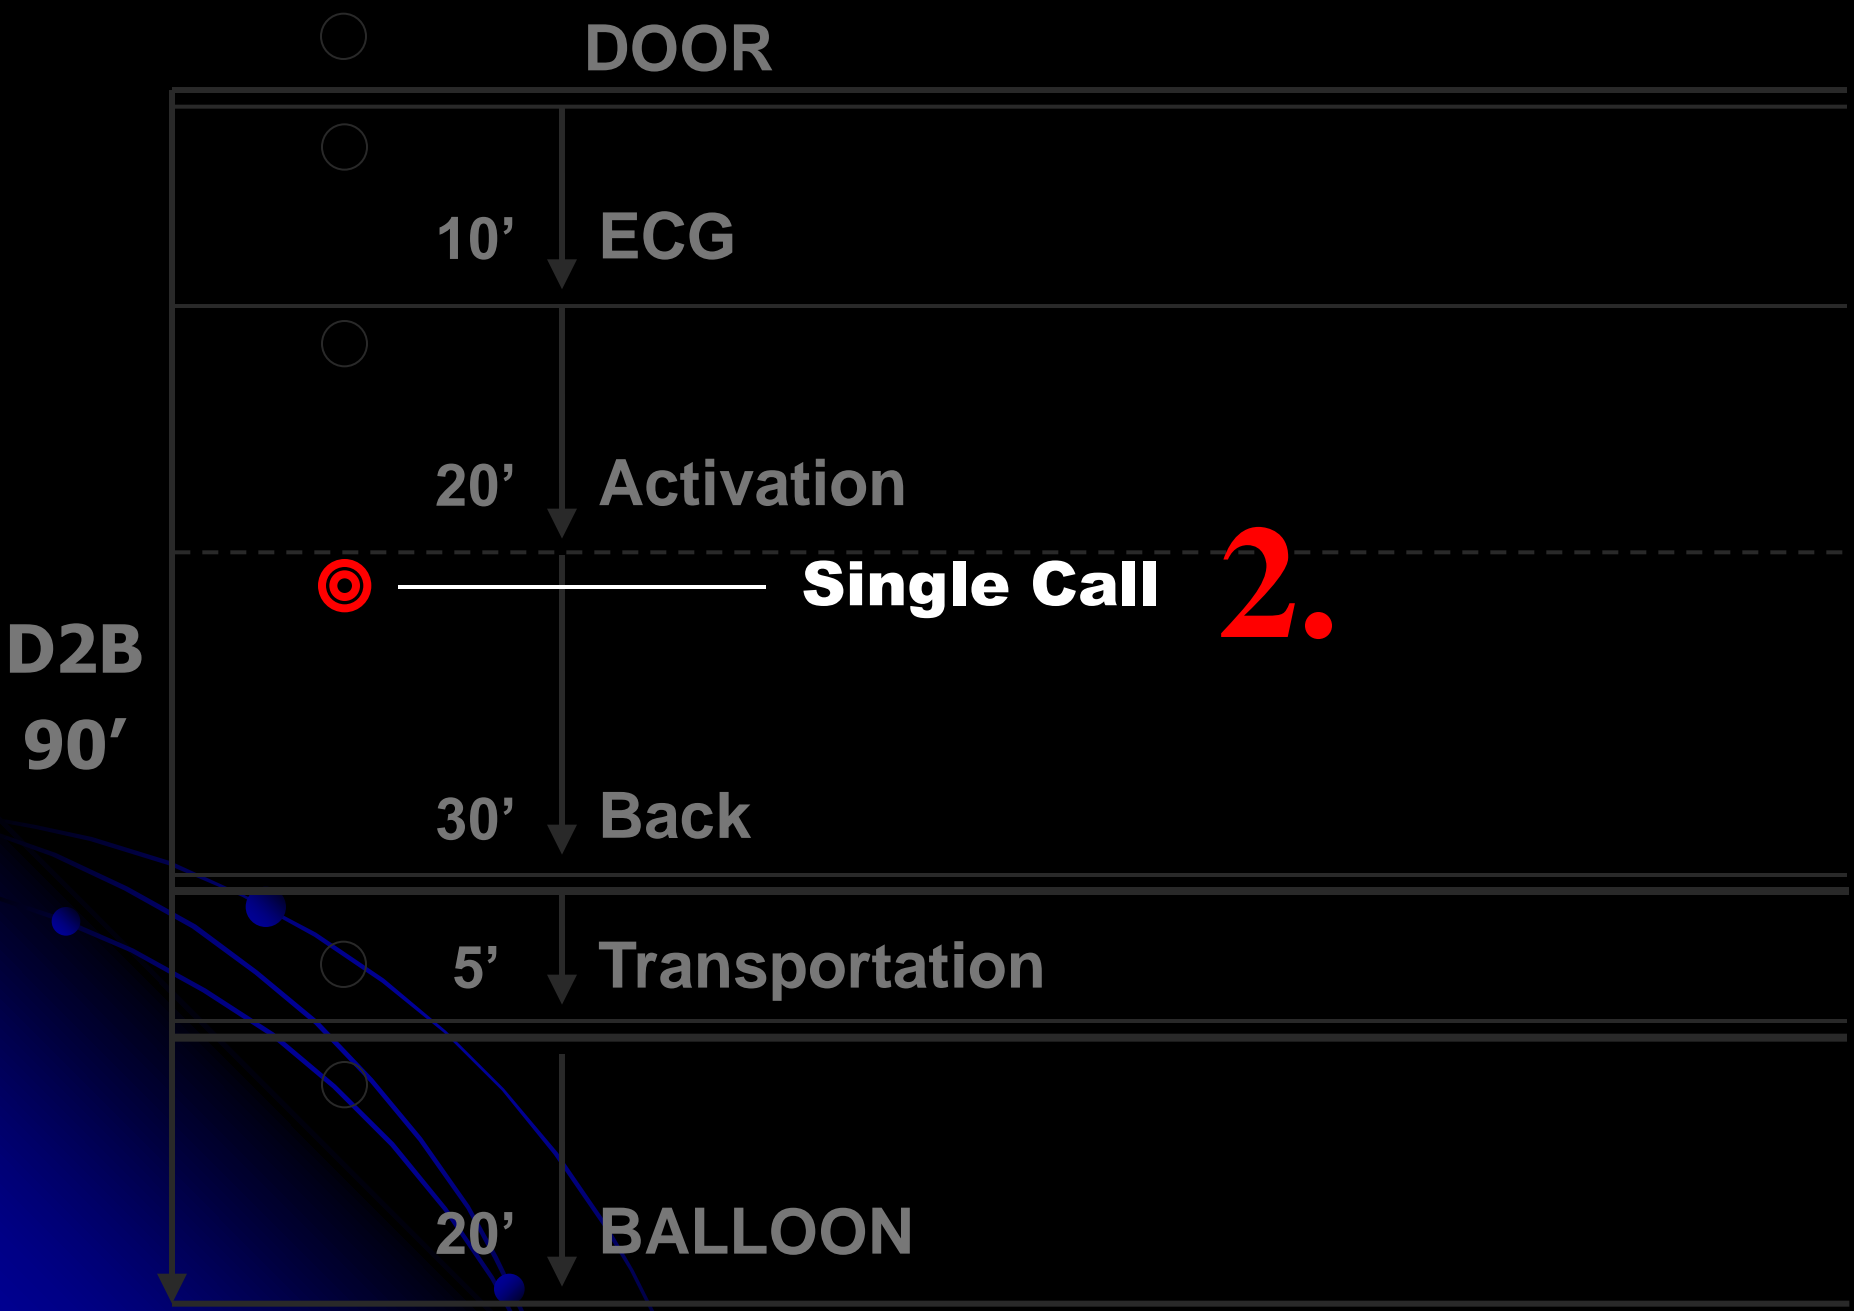 DOOR
10’ ECG
20’ Activation
Single Call 2.
D2B
90’
30’ Back
5’ Transportation
20’ BALLOON